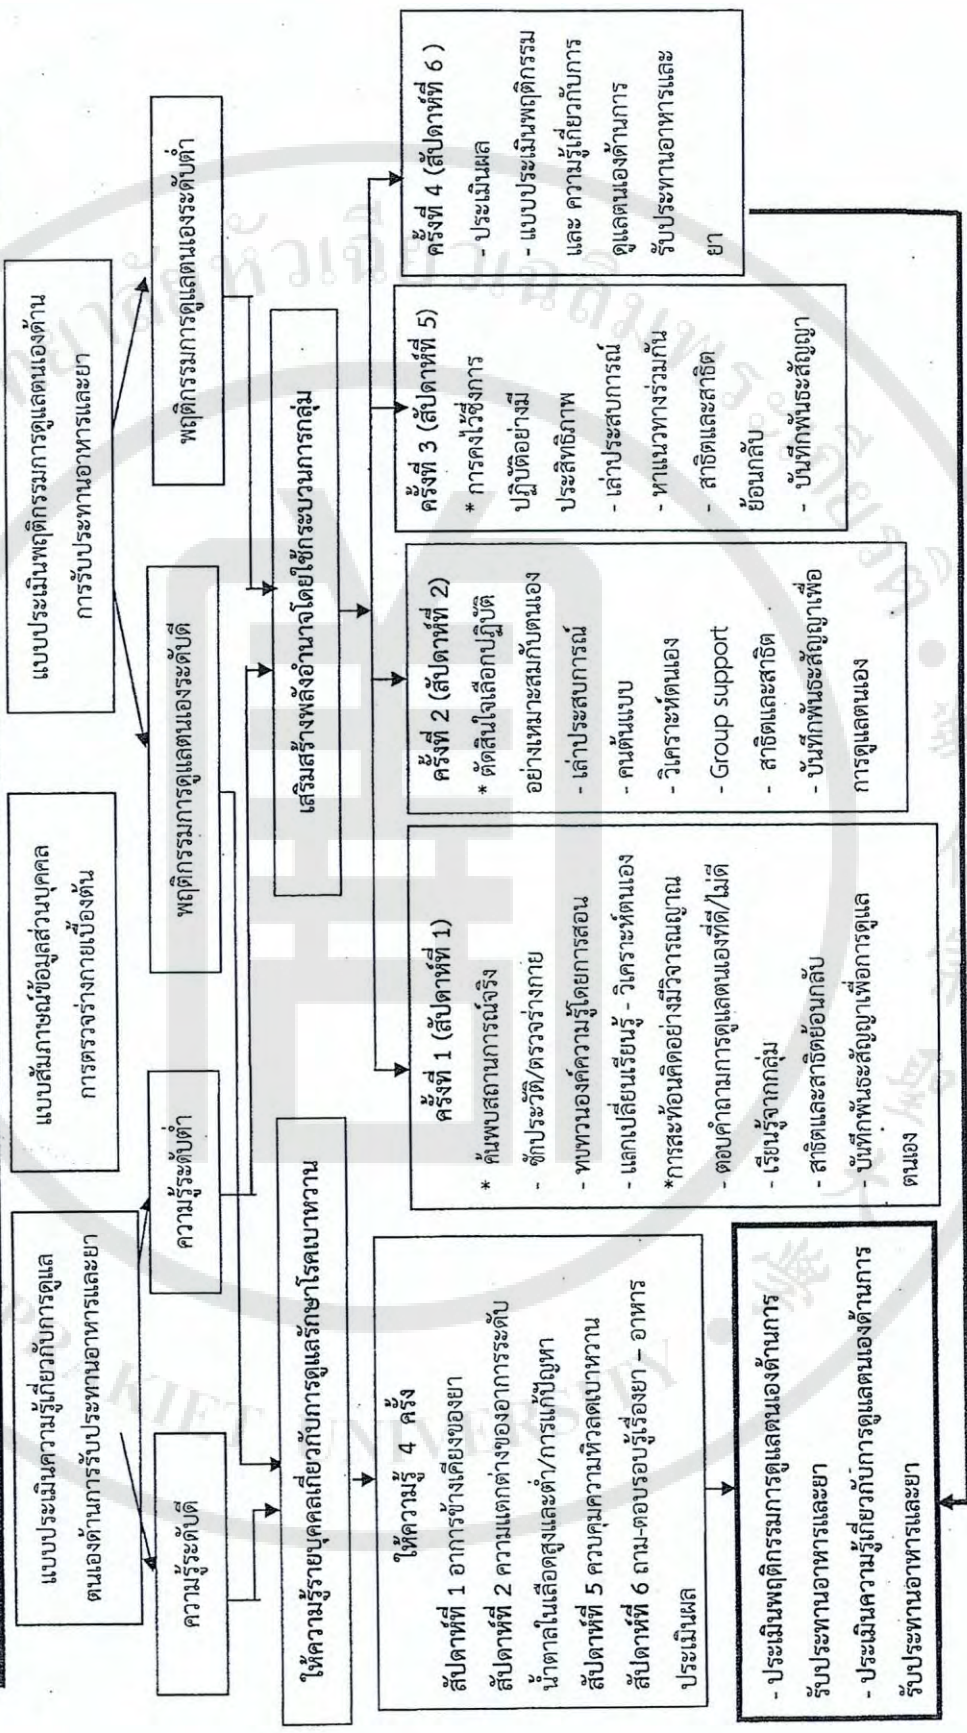 แบบประเมินความรู้เกี่ยวกับการดูแล
ตนเองด้านการรับประทานอาหารและยา
แบบสัมภาษณ์ข้อมูลส่วนบุคคล
การตรวจร่างกายเบื้องต้น
แบบประเมินพฤติกรรมการดูแลตนเองด้าน
การรับประทานอาหารและยา
ความรู้ระดับดี
ความรู้ระดับต่ำ
พฤติกรรมการดูแลตนเองระดับดี
พฤติกรรมการดูแลตนเองระดับต่ำ
ให้ความรู้รายบุคคลเกี่ยวกับการดูแลรักษาโรคเบาหวาน
เสริมสร้างพลังอำนาจโดยใช้กระบวนการกลุ่ม
ให้ความรู้ 4 ครั้ง
สัปดาห์ที่ 1 อาการข้างเคียงของยา
สัปดาห์ที่ 2 ความแตกต่างของอาการระดับ
น้ำตาลในเลือดสูงและต่ำ/การแก้ปัญหา
สัปดาห์ที่ 5 ควบคุมความหิวลดเบาหวาน
สัปดาห์ที่ 6 ถาม-ตอบรอบรู้เรื่องยา – อาหาร
ประเมินผล
ครั้งที่ 1 (สัปดาห์ที่ 1)
* ค้นพบสถานการณ์จริง
- ซักประวัติ/ตรวจร่างกาย
- ทบทวนองค์ความรู้โดยการสอน
- แลกเปลี่ยนเรียนรู้ - วิเคราะห์ตนเอง
*การสะท้อนคิดอย่างมีวิจารณญาณ
- ตอบคำถามการดูแลตนเองที่ดี/ไม่ดี
- เรียนรู้จากกลุ่ม
- สาธิตและสาธิตย้อนกลับ
- บันทึกพันธะสัญญาเพื่อการดูแล
ตนเอง
ครั้งที่ 2 (สัปดาห์ที่ 2)
* ตัดสินใจเลือกปฏิบัติ
อย่างเหมาะสมกับตนเอง
- เล่าประสบการณ์
- คนต้นแบบ
- วิเคราะห์ตนเอง
- Group support
- สาธิตและสาธิต
- บันทึกพันธะสัญญาเพื่อ
การดูแลตนเอง
ครั้งที่ 3 (สัปดาห์ที่ 5)
* การคงไว้ซึ่งการ
ปฏิบัติอย่างมี
ประสิทธิภาพ
- เล่าประสบการณ์
- หาแนวทางร่วมกัน
- สาธิตและสาธิต
ย้อนกลับ
- บันทึกพันธะสัญญา
ครั้งที่ 4 (สัปดาห์ที่ 6 )
- ประเมินผล
- แบบประเมินพฤติกรรม
และ ความรู้เกี่ยวกับการ
ดูแลตนเองด้านการ
รับประทานอาหารและ
ยา
- ประเมินพฤติกรรมการดูแลตนเองด้านการ
รับประทานอาหารและยา
- ประเมินความรู้เกี่ยวกับการดูแลตนเองด้านการ
รับประทานอาหารและยา